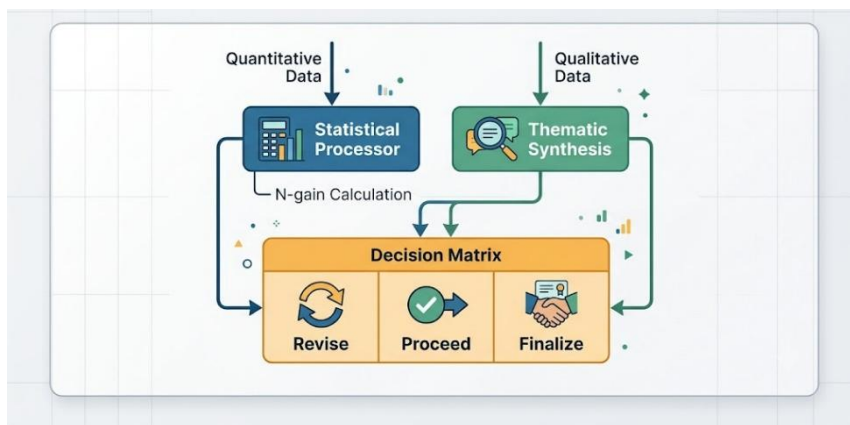 Quantitative
Data
Qualitative
Data
Statistical
Processor
Thematic
Synthesis
N-gain Calculation
Decision Matrix
Revise
Proceed
Finalize